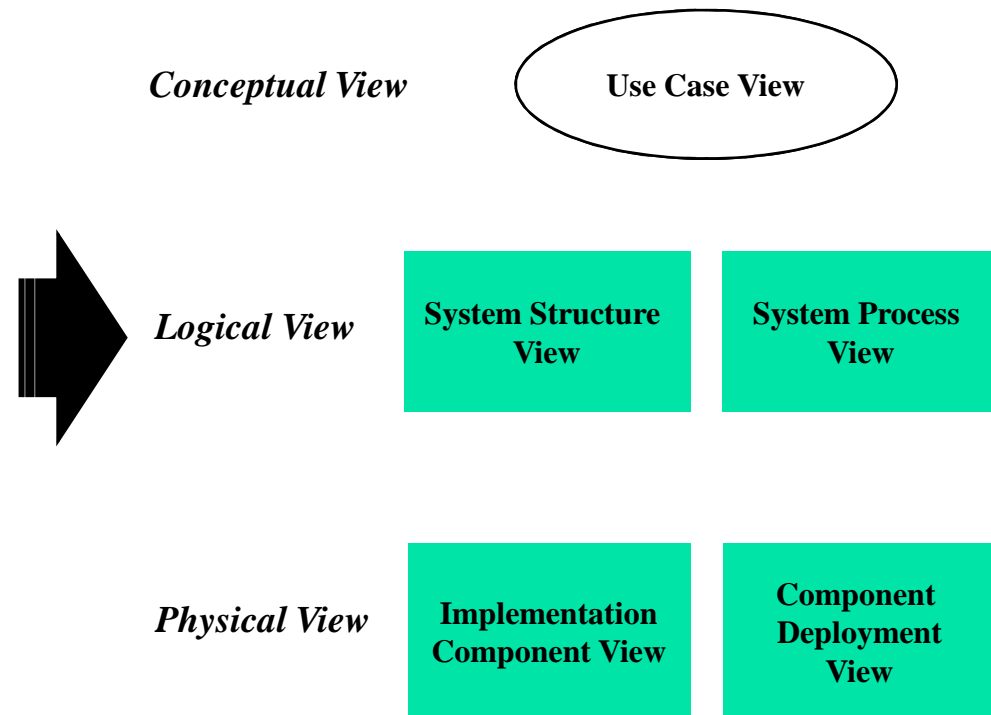 Conceptual View
Use Case View
Logical View
System Structure
View
System Process
View
Physical View
Implementation
Component View
Component
Deployment
View